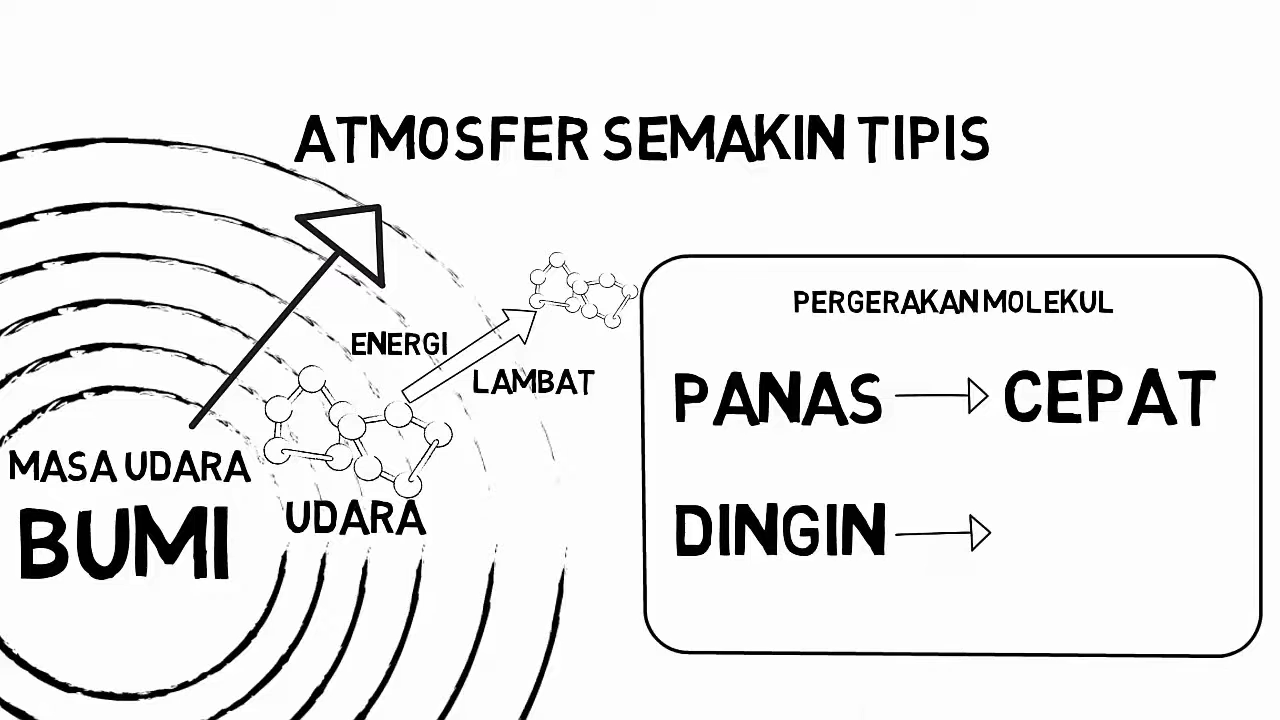 ATMOSFER SEMAKIN TIPIS
ENERGI
LAMBAT
MASA UDARA
BUMI
UDARA
PERGERAKAN MOLEKUL
PANAS CEPAT
DINGIN